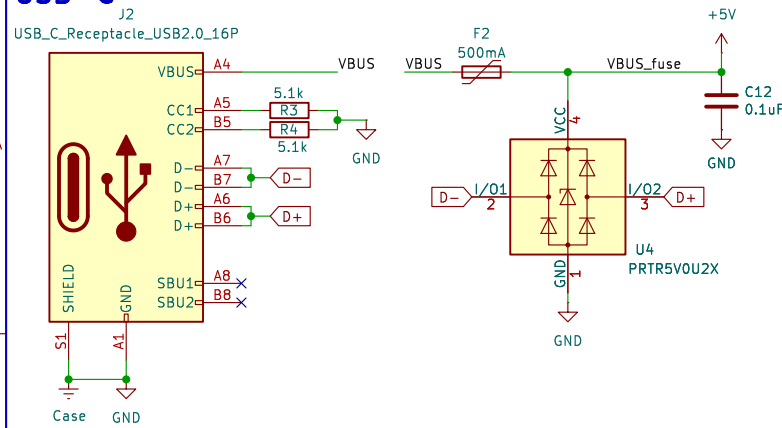 USB C
J2
USB_C_Receptacle_USB2.0_16P
VBUS A4 VBUS
CC1 A5 R3 5.1k
CC2 B5 R4 5.1k
GND
D- A7
D- B7 D-
D+ A6
D+ B6 D+
SBU1 A8
SBU2 B8
SHIELD S1
GND A1
Case GND
+5V
F2
500mA
VBUS VBUS_fuse
C12
0.1uF
GND
VCC 4
D- I/O1 2
I/O2 3 D+
GND 1
U4
PRTR5V0U2X
GND